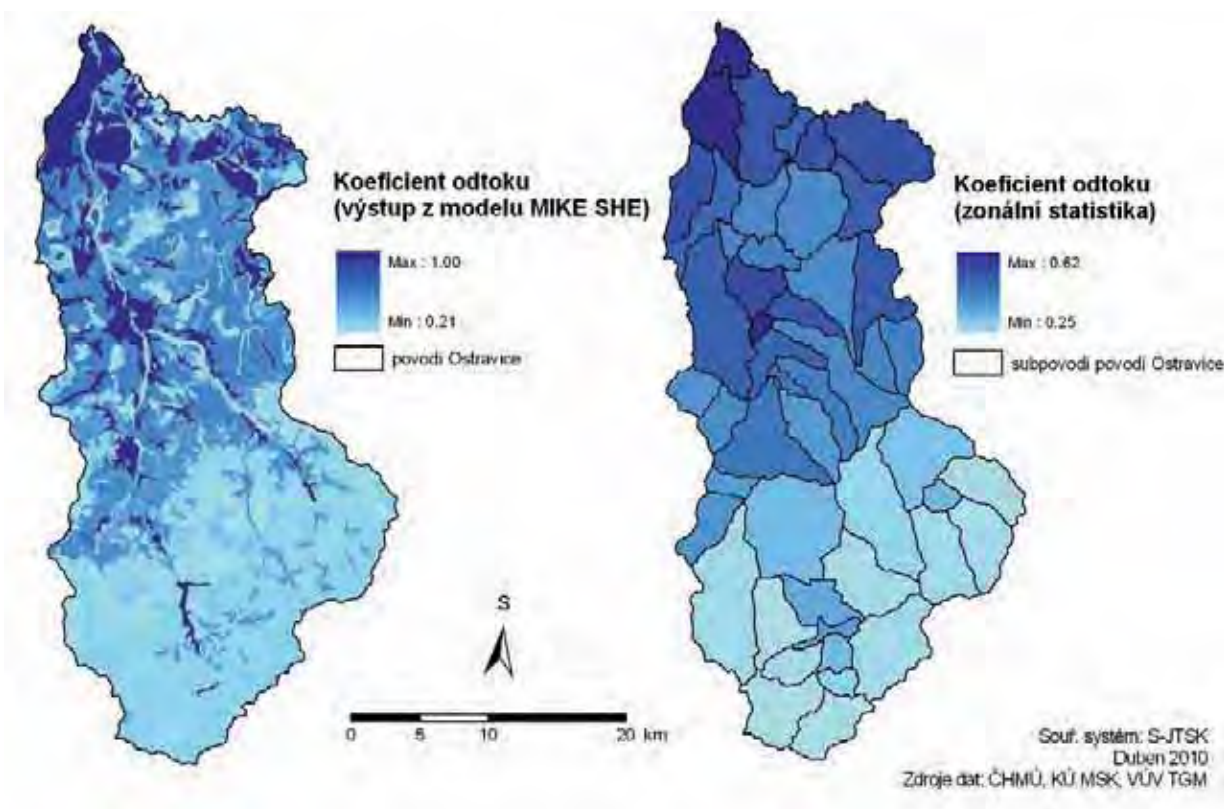 Koeficient odtoku
(výstup z modelu MIKE SHE)
Max : 1.00
Min : 0.21
povodí Ostravice
Koeficient odtoku
(zonální statistika)
Max : 0.62
Min : 0.25
subpovodí povodí Ostravice
S
0 5 10 20 km
Souř. systém: S-JTSK
Duben 2010
Zdroje dat: ČHMÚ, KÚ MSK, VÚV TGM